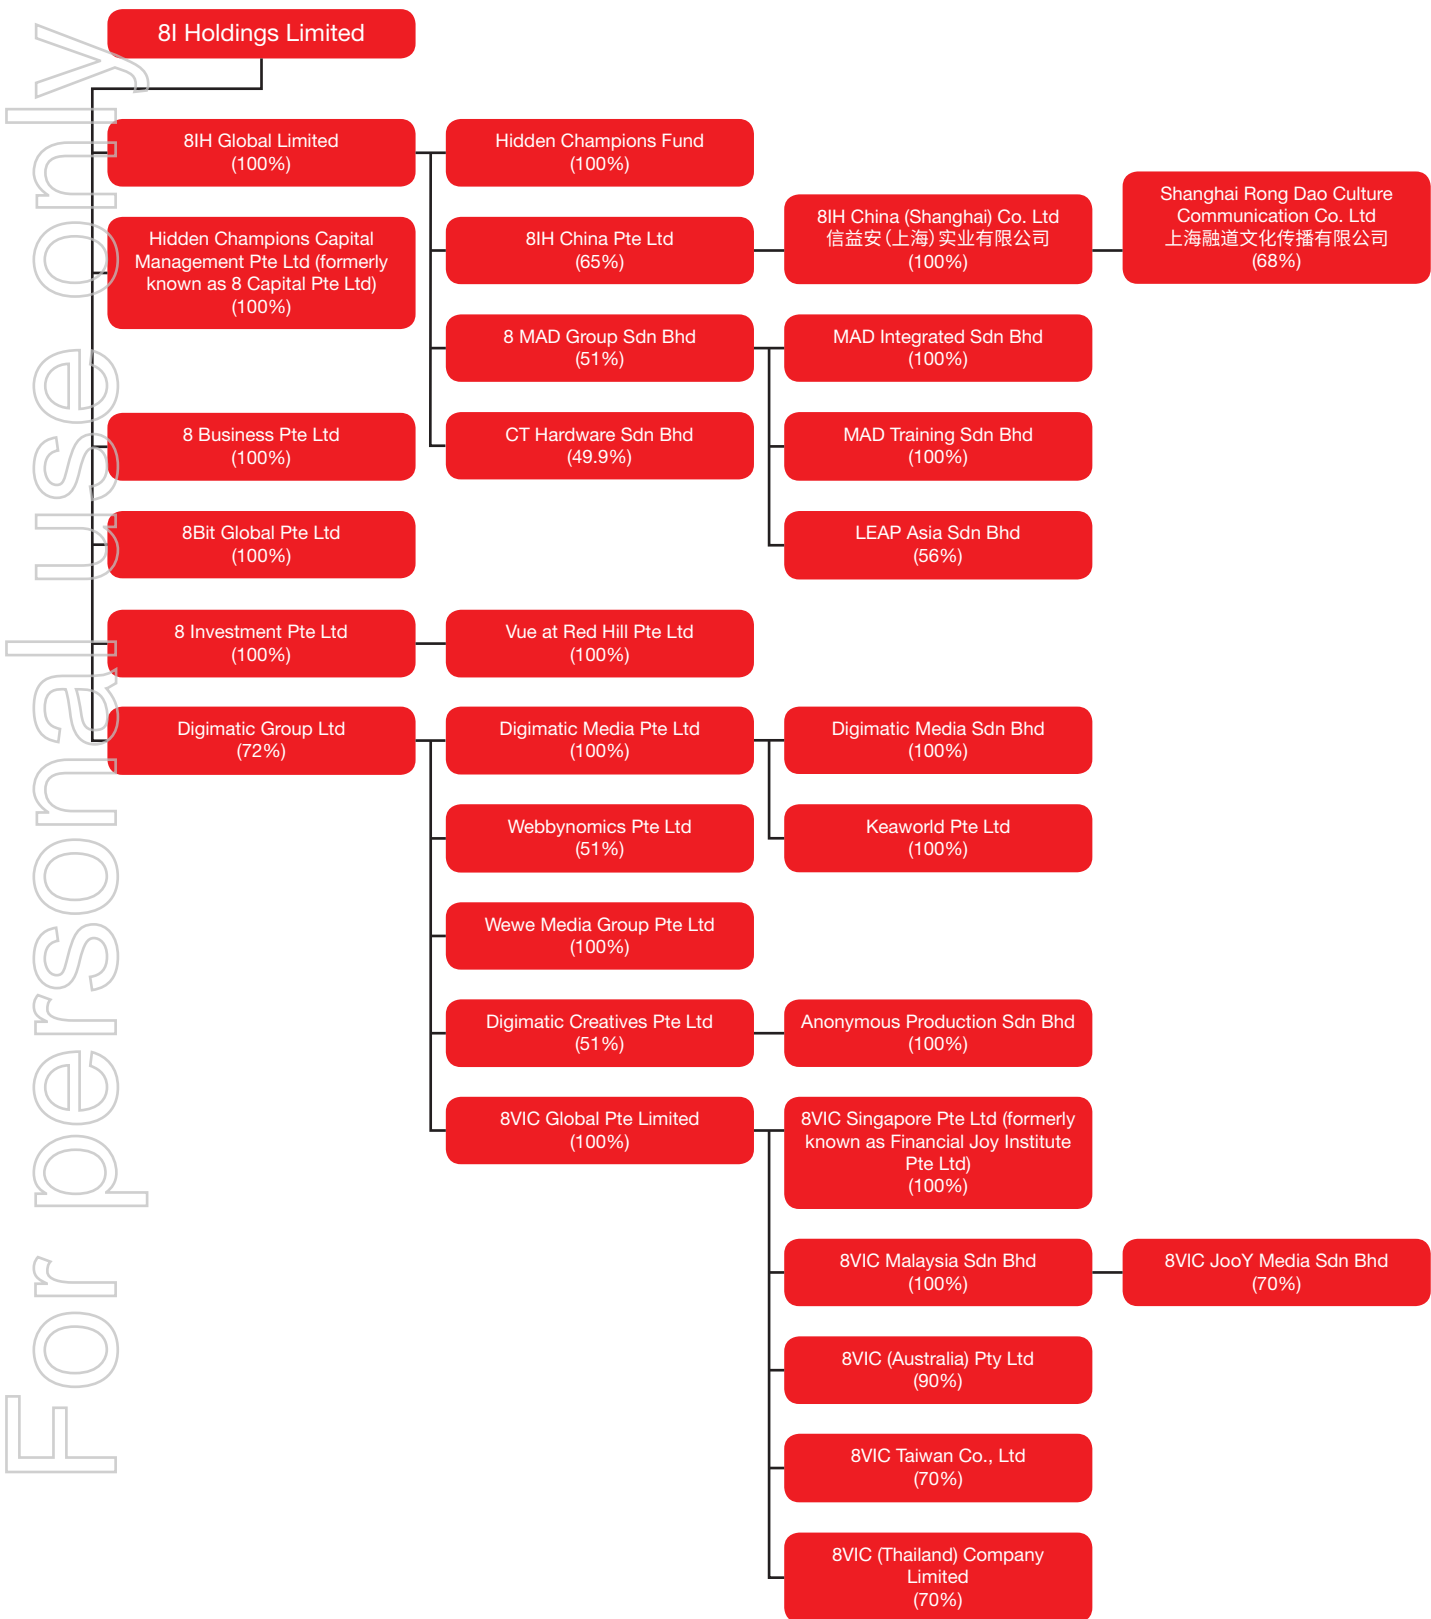 8I Holdings Limited
8IH Global Limited
(100%)
Hidden Champions Fund
(100%)
Hidden Champions Capital
Management Pte Ltd (formerly
known as 8 Capital Pte Ltd)
(100%)
8IH China Pte Ltd
(65%)
8IH China (Shanghai) Co. Ltd
信益安(上海)实业有限公司
(100%)
Shanghai Rong Dao Culture
Communication Co. Ltd
上海融道文化传播有限公司
(68%)
8 MAD Group Sdn Bhd
(51%)
MAD Integrated Sdn Bhd
(100%)
8 Business Pte Ltd
(100%)
CT Hardware Sdn Bhd
(49.9%)
MAD Training Sdn Bhd
(100%)
8Bit Global Pte Ltd
(100%)
LEAP Asia Sdn Bhd
(56%)
8 Investment Pte Ltd
(100%)
Vue at Red Hill Pte Ltd
(100%)
Digimatic Group Ltd
(72%)
Digimatic Media Pte Ltd
(100%)
Digimatic Media Sdn Bhd
(100%)
Webbynomics Pte Ltd
(51%)
Keaworld Pte Ltd
(100%)
Wewe Media Group Pte Ltd
(100%)
Digimatic Creatives Pte Ltd
(51%)
Anonymous Production Sdn Bhd
(100%)
8VIC Global Pte Limited
(100%)
8VIC Singapore Pte Ltd (formerly
known as Financial Joy Institute
Pte Ltd)
(100%)
8VIC Malaysia Sdn Bhd
(100%)
8VIC JooY Media Sdn Bhd
(70%)
8VIC (Australia) Pty Ltd
(90%)
8VIC Taiwan Co., Ltd
(70%)
8VIC (Thailand) Company
Limited
(70%)
For personal use only